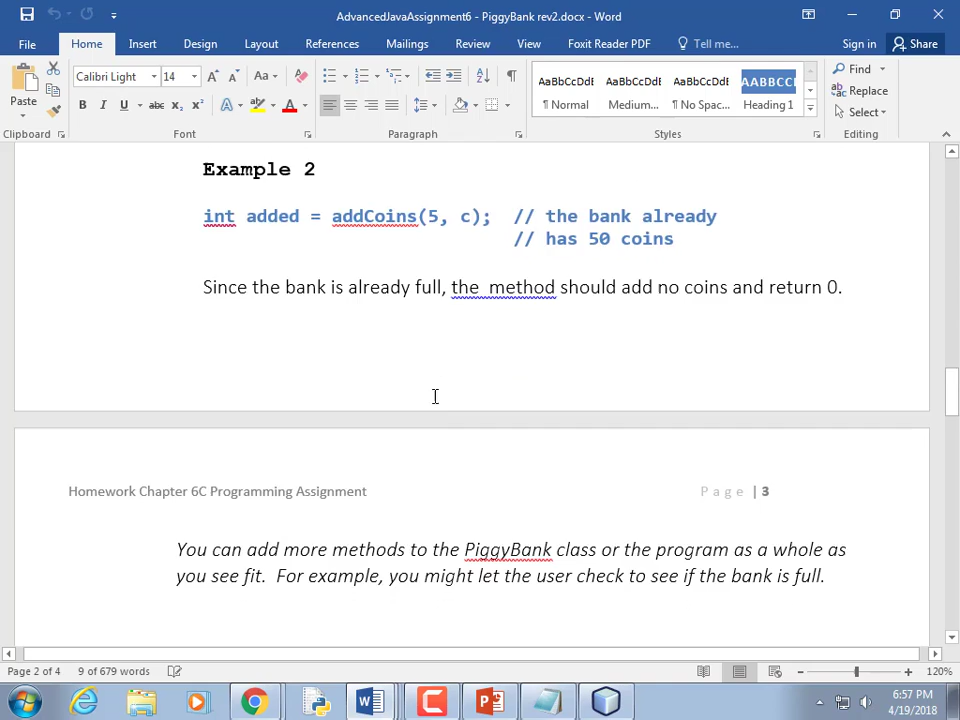 AdvancedJavaAssignment6 - PiggyBank rev2.docx - Word
File Home Insert Design Layout References Mailings Review View Foxit Reader PDF Tell me... Sign in Share
Calibri Light 14 Aa
AaBbCcDdE AaBbCcDdE AaBbCcDdE AABBCCI
Find
Replace
Select
Paste
B I U abc x₂ x² A A
¶ Normal Medium... ¶ No Spac... Heading 1
Clipboard Font Paragraph Styles Editing
Example 2
int added = addCoins(5, c); // the bank already
// has 50 coins
Since the bank is already full, the method should add no coins and return 0.
Homework Chapter 6C Programming Assignment Page | 3
You can add more methods to the PiggyBank class or the program as a whole as
you see fit. For example, you might let the user check to see if the bank is full.
Page 2 of 4 9 of 679 words 120%
6:57 PM
4/19/2018